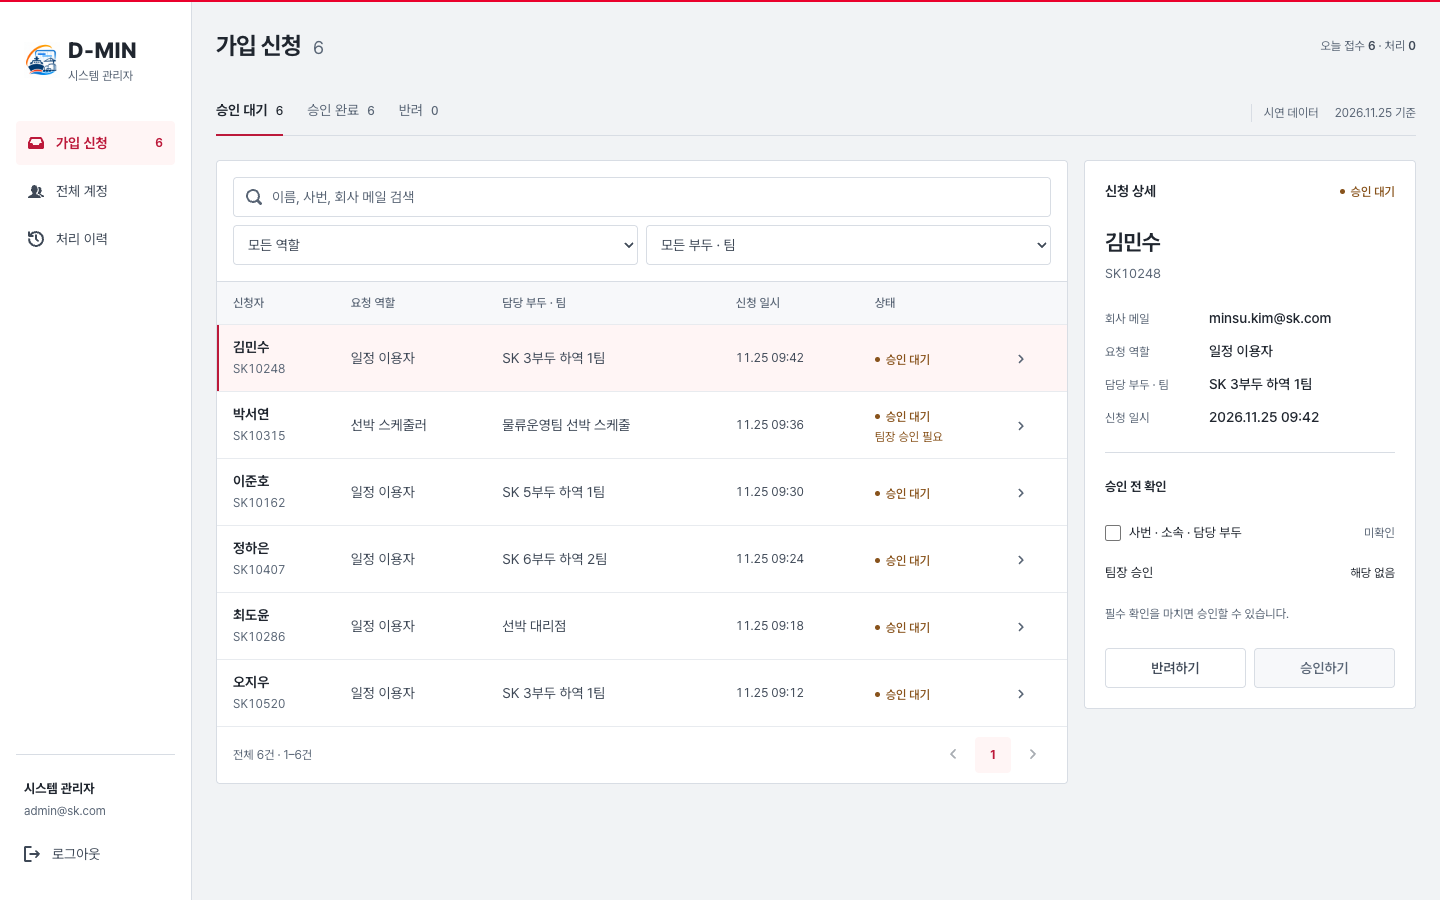 D-MIN
시스템 관리자
가입 신청 6
전체 계정
처리 이력
시스템 관리자
admin@sk.com
로그아웃
가입 신청 6
오늘 접수 6 · 처리 0
승인 대기 6 승인 완료 6 반려 0
시연 데이터 2026.11.25 기준
이름, 사번, 회사 메일 검색
모든 역할 모든 부두 · 팀
신청자 요청 역할 담당 부두 · 팀 신청 일시 상태
김민수
SK10248
일정 이용자 SK 3부두 하역 1팀 11.25 09:42 승인 대기
박서연
SK10315
선박 스케줄러 물류운영팀 선박 스케줄 11.25 09:36 승인 대기
팀장 승인 필요
이준호
SK10162
일정 이용자 SK 5부두 하역 1팀 11.25 09:30 승인 대기
정하은
SK10407
일정 이용자 SK 6부두 하역 2팀 11.25 09:24 승인 대기
최도윤
SK10286
일정 이용자 선박 대리점 11.25 09:18 승인 대기
오지우
SK10520
일정 이용자 SK 3부두 하역 1팀 11.25 09:12 승인 대기
전체 6건 · 1–6건
1
신청 상세 승인 대기
김민수
SK10248
회사 메일 minsu.kim@sk.com
요청 역할 일정 이용자
담당 부두 · 팀 SK 3부두 하역 1팀
신청 일시 2026.11.25 09:42
승인 전 확인
사번 · 소속 · 담당 부두 미확인
팀장 승인 해당 없음
필수 확인을 마치면 승인할 수 있습니다.
반려하기 승인하기